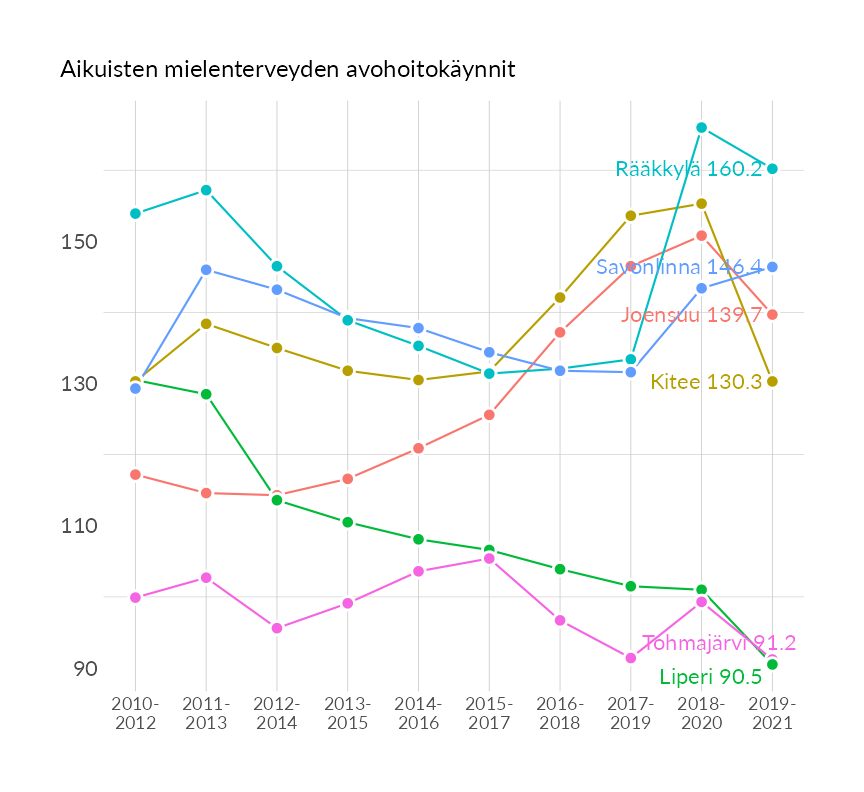 Aikuisten mielenterveyden avohoitokäynnit
Rääkkylä 160.2
150
Savonlinna 146.4
Joensuu 139.7
130
Kitee 130.3
110
Tohmajärvi 91.2
90
Liperi 90.5
2010- 2011- 2012- 2013- 2014- 2015- 2016- 2017- 2018- 2019-
2012 2013 2014 2015 2016 2017 2018 2019 2020 2021